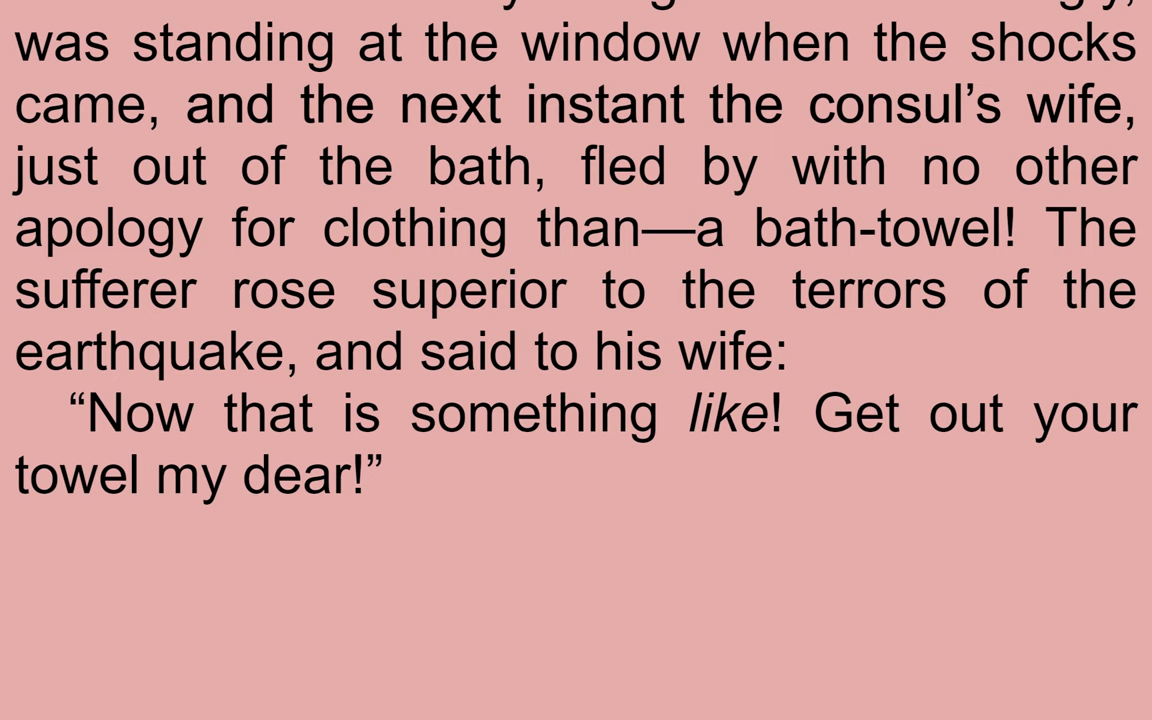 was standing at the window when the shocks
came, and the next instant the consul’s wife,
just out of the bath, fled by with no other
apology for clothing than—a bath-towel! The
sufferer rose superior to the terrors of the
earthquake, and said to his wife:
“Now that is something like! Get out your
towel my dear!”